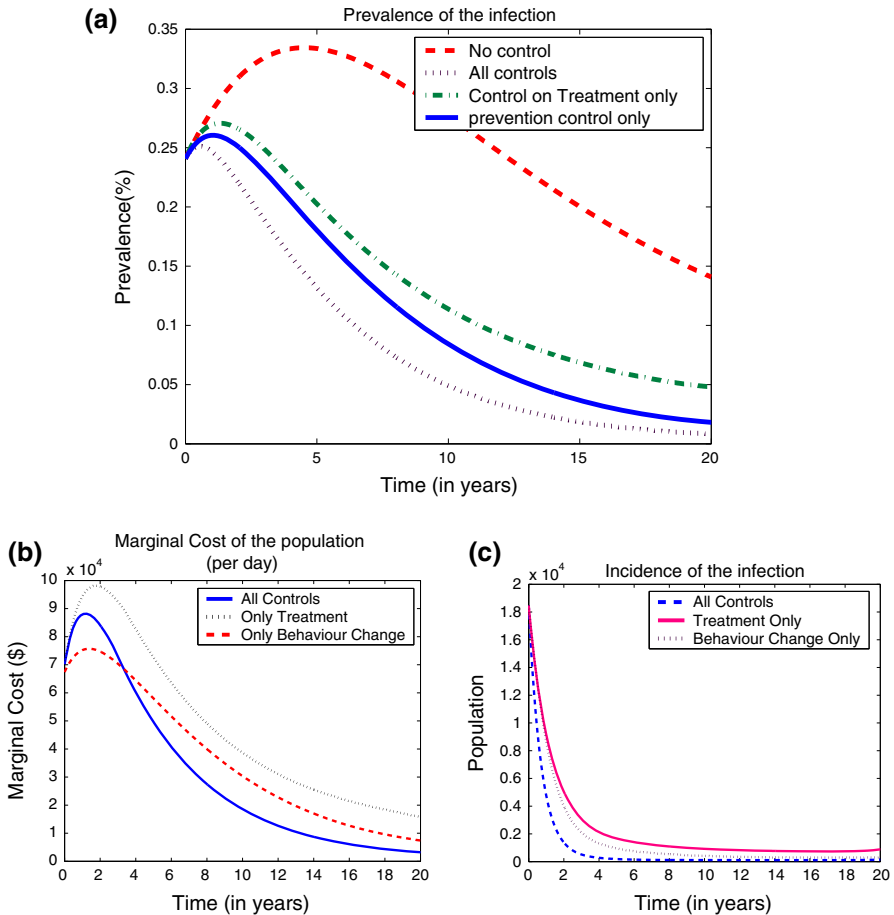 (a)
Prevalence of the infection
0.35
0.3
0.25
0.2
0.15
0.1
0.05
0
Prevalence(%)
No control
All controls
Control on Treatment only
prevention control only
0 5 10 15 20
Time (in years)
(b)
Marginal Cost of the population
(per day)
x 10⁴
10
9
8
7
6
5
4
3
2
1
0
Marginal Cost ($)
All Controls
Only Treatment
Only Behaviour Change
0 2 4 6 8 10 12 14 16 18 20
Time (in years)
(c)
Incidence of the infection
x 10⁴
2
1.8
1.6
1.4
1.2
1
0.8
0.6
0.4
0.2
0
Population
All Controls
Treatment Only
Behaviour Change Only
0 2 4 6 8 10 12 14 16 18 20
Time (in years)